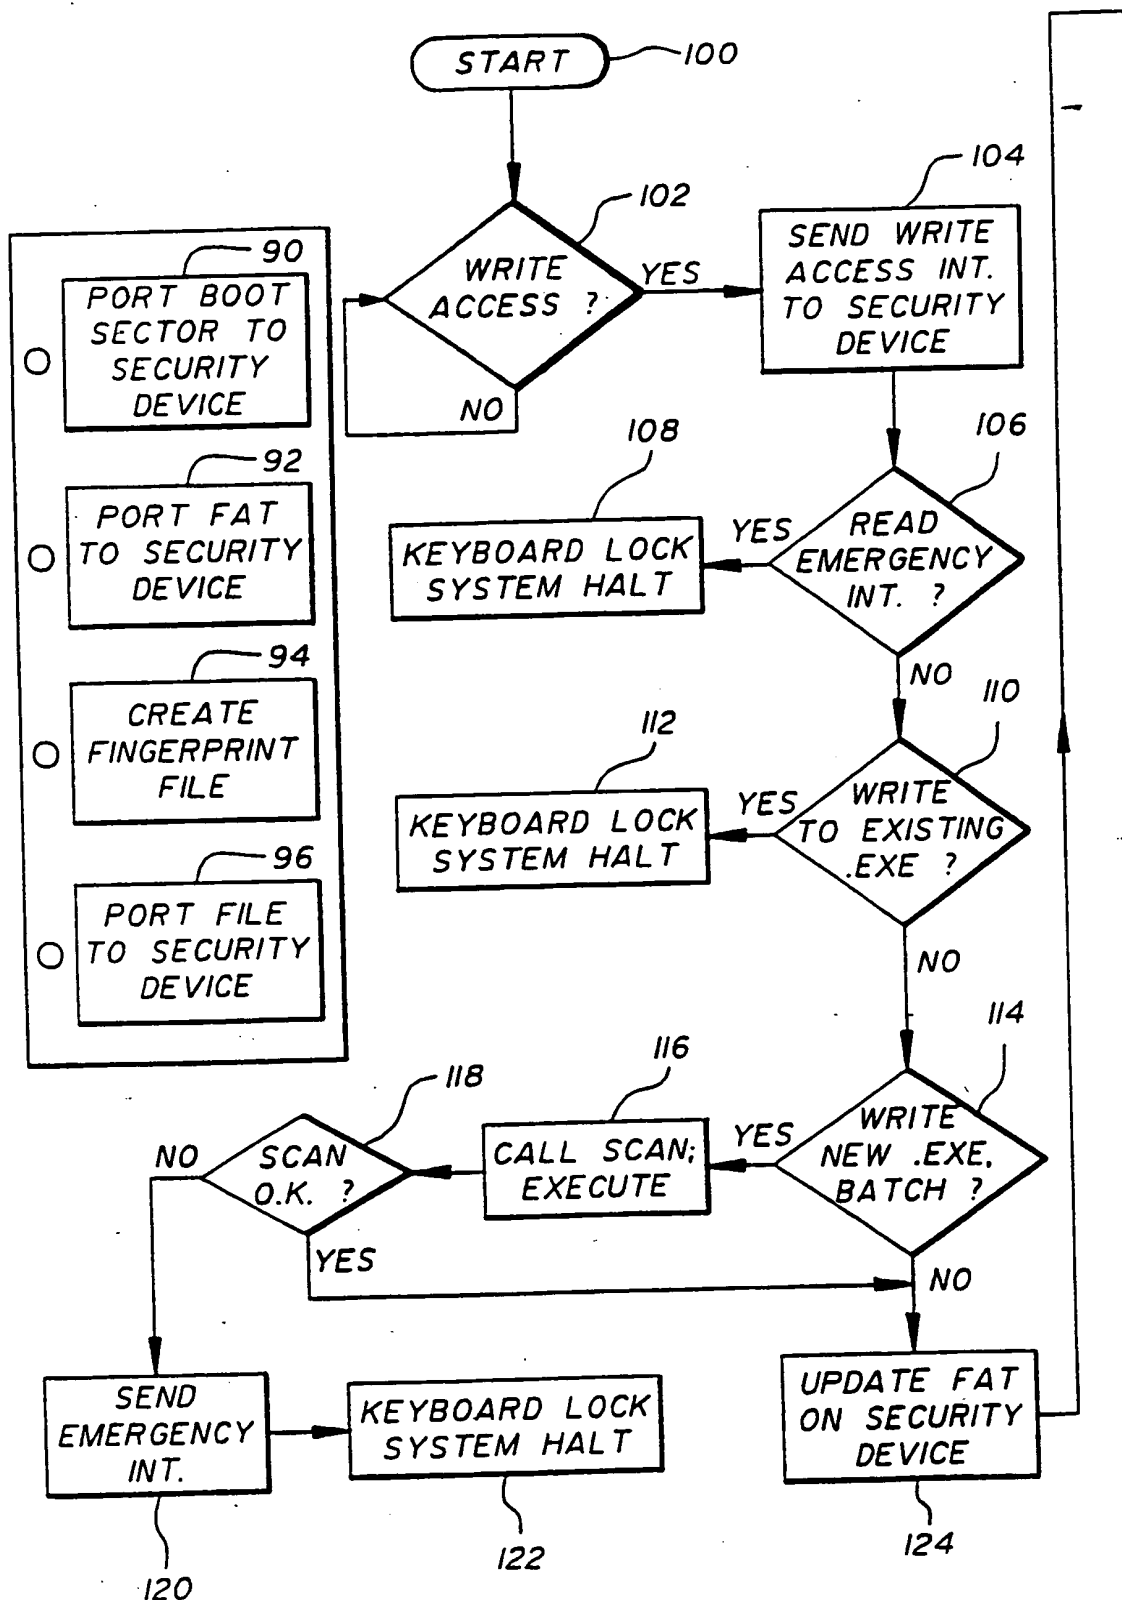 START
100
102
WRITE
ACCESS ?
YES
NO
104
SEND WRITE
ACCESS INT.
TO SECURITY
DEVICE
90
PORT BOOT
SECTOR TO
SECURITY
DEVICE
92
PORT FAT
TO SECURITY
DEVICE
94
CREATE
FINGERPRINT
FILE
96
PORT FILE
TO SECURITY
DEVICE
106
READ
EMERGENCY
INT. ?
YES
NO
108
KEYBOARD LOCK
SYSTEM HALT
110
WRITE
TO EXISTING
.EXE ?
YES
NO
112
KEYBOARD LOCK
SYSTEM HALT
114
WRITE
NEW .EXE,
BATCH ?
YES
NO
116
CALL SCAN;
EXECUTE
118
SCAN
O.K. ?
NO
YES
SEND
EMERGENCY
INT.
120
KEYBOARD LOCK
SYSTEM HALT
122
UPDATE FAT
ON SECURITY
DEVICE
124